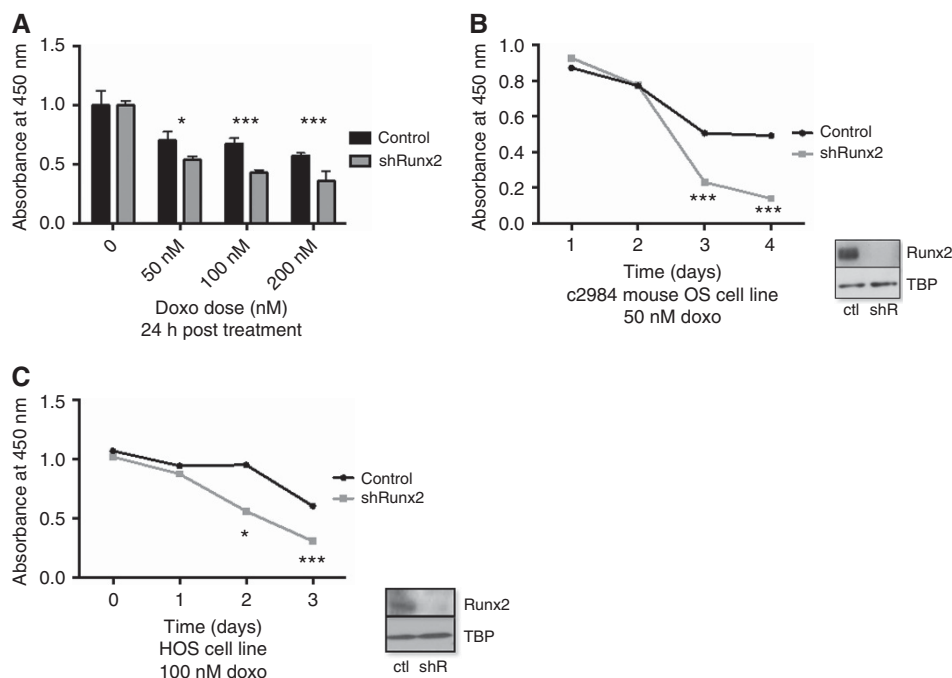 A
Absorbance at 450 nm
1.5
1.0
0.5
0.0
* *** ***
Control
shRunx2
0 50 nM 100 nM 200 nM
Doxo dose (nM)
24 h post treatment
B
Absorbance at 450 nm
1.0
0.8
0.6
0.4
0.2
0.0
Control
shRunx2
***
***
1 2 3 4
Time (days)
c2984 mouse OS cell line
50 nM doxo
Runx2
TBP
ctl shR
C
Absorbance at 450 nm
1.5
1.0
0.5
0.0
Control
shRunx2
*
***
0 1 2 3
Time (days)
HOS cell line
100 nM doxo
Runx2
TBP
ctl shR